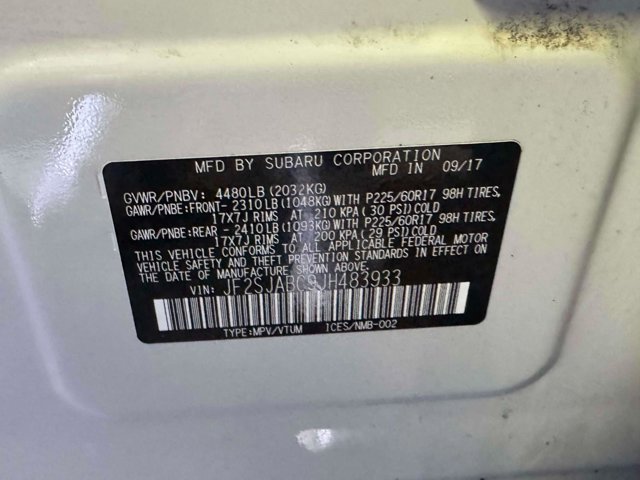 MFD BY SUBARU CORPORATION 09/17
GVWR/PNBV: 4480LB(2032KG)
GAWR/PNBE:FRONT-2310LB(1048KG)WITH P225/60R17 98H TIRES,
17X7J RIMS AT 210 KPA(30 PSI)COLD
GAWR/PNBE:REAR -2410LB(1093KG)WITH P225/60R17 98H TIRES,
17X7J RIMS AT 200 KPA(29 PSI)COLD
THIS VEHICLE CONFORMS TO ALL APPLICABLE FEDERAL MOTOR
VEHICLE SAFETY AND THEFT PREVENTION STANDARDS IN EFFECT ON
THE DATE OF MANUFACTURE SHOWN ABOVE.
VIN: JF2SJABC9JH483933
TYPE:MPV/VTUM ICES/NMB-002